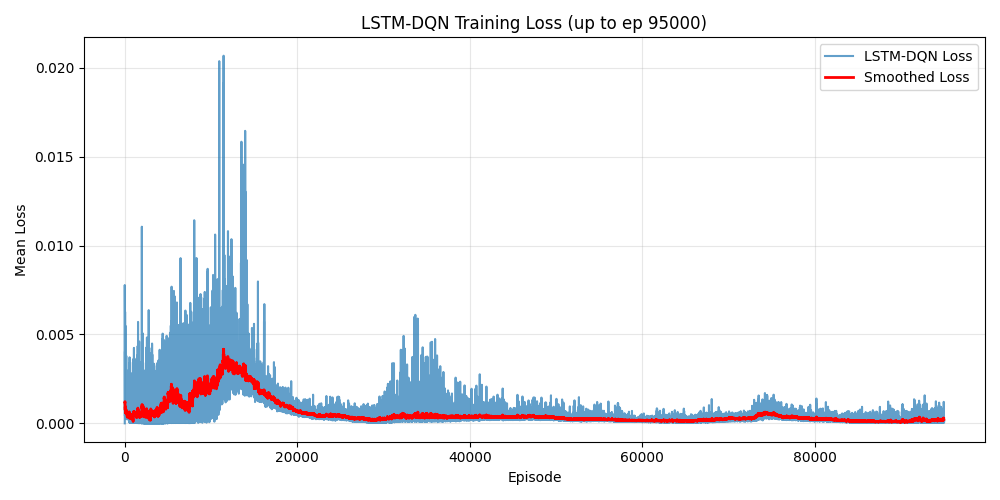 LSTM-DQN Training Loss (up to ep 95000)
LSTM-DQN Loss
Smoothed Loss
Mean Loss
0.020
0.015
0.010
0.005
0.000
0
20000
40000
60000
80000
Episode